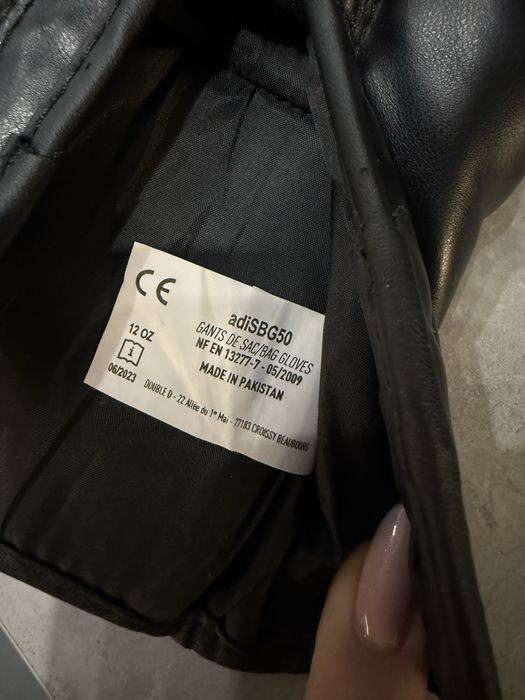 CE
adiSBG50
12 OZ
GANTS DE SAC/BAG GLOVES
NF EN 13277-7 - 05/2009
i
06/2023
MADE IN PAKISTAN
DOUBLE D - 22 Allée du 1er Mai - 77183 CROISSY BEAUBOURG